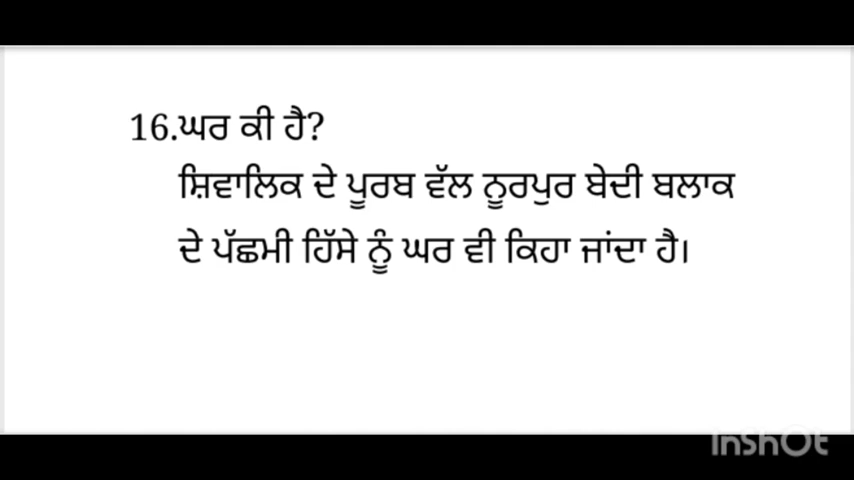 16.ਘਰ ਕੀ ਹੈ?
ਸ਼ਿਵਾਲਿਕ ਦੇ ਪੂਰਬ ਵੱਲ ਨੂਰਪੁਰ ਬੇਦੀ ਬਲਾਕ
ਦੇ ਪੱਛਮੀ ਹਿੱਸੇ ਨੂੰ ਘਰ ਵੀ ਕਿਹਾ ਜਾਂਦਾ ਹੈ।
InShOt